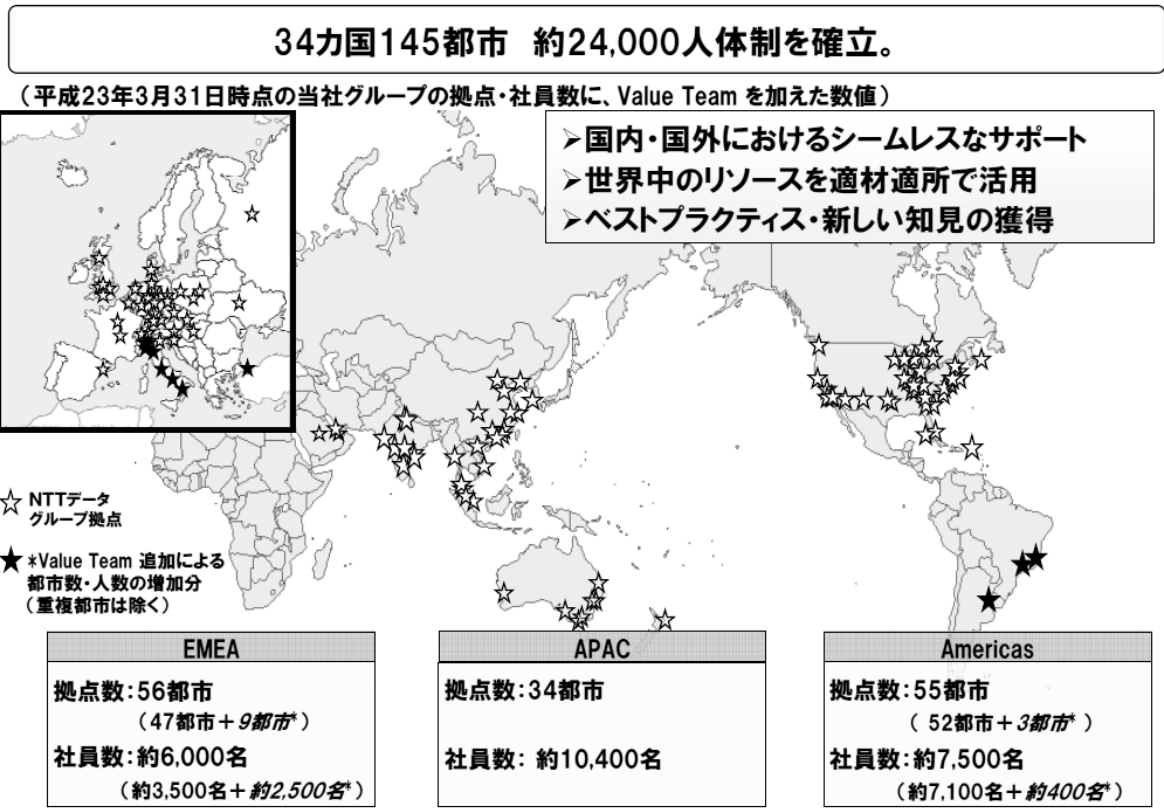 34カ国145都市　約24,000人体制を確立。
（平成23年3月31日時点の当社グループの拠点・社員数に、Value Team を加えた数値）
➢国内・国外におけるシームレスなサポート
➢世界中のリソースを適材適所で活用
➢ベストプラクティス・新しい知見の獲得
☆ NTTデータ
グループ拠点
★ *Value Team 追加による
都市数・人数の増加分
（重複都市は除く）
EMEA
拠点数：56都市
（47都市＋9都市*）
社員数：約6,000名
（約3,500名＋約2,500名*）
APAC
拠点数：34都市
社員数： 約10,400名
Americas
拠点数：55都市
（ 52都市＋3都市*）
社員数：約7,500名
（約7,100名＋約400名*）